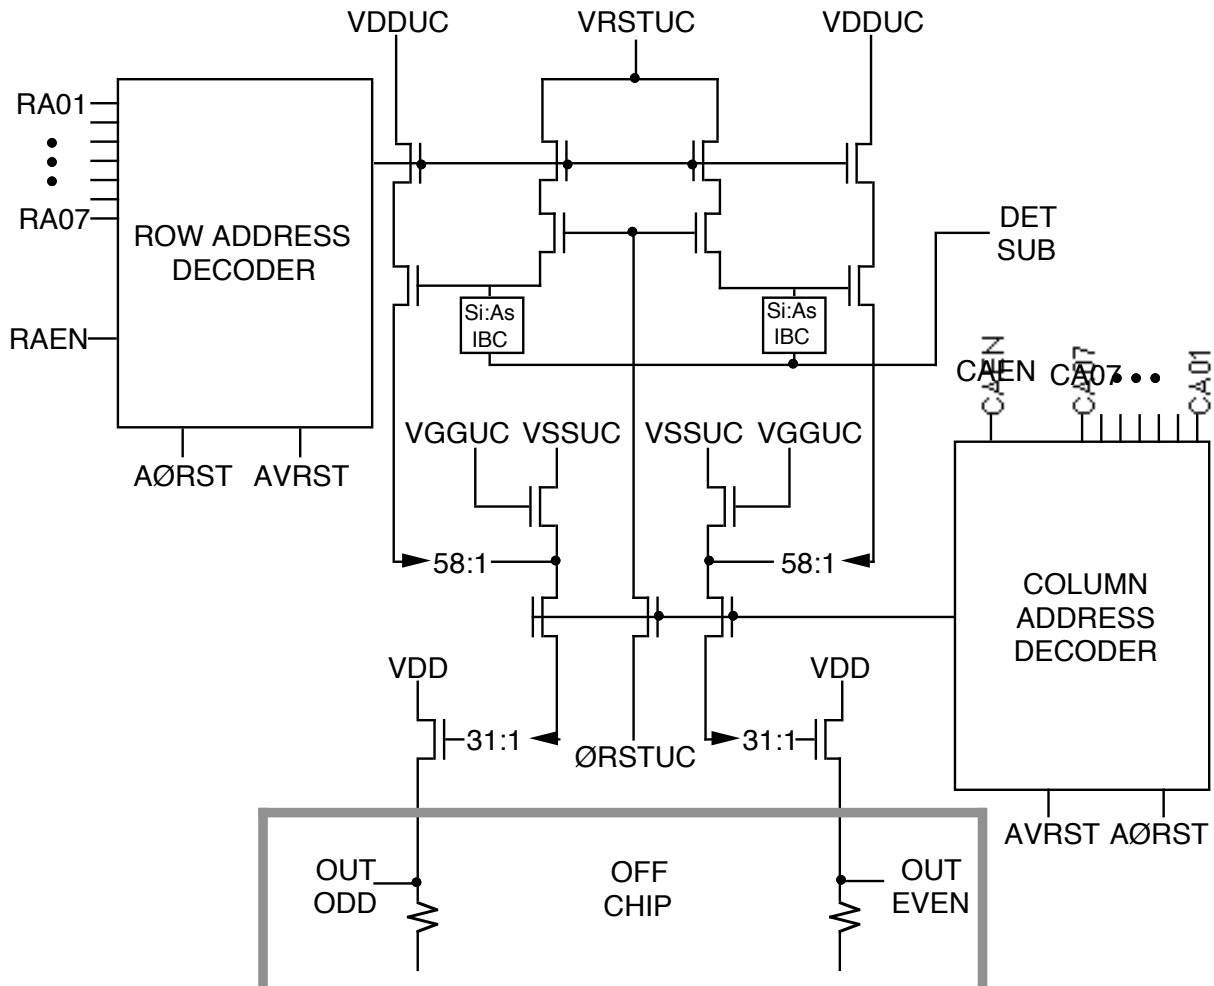 VDDUC VRSTUC VDDUC
RA01
RA07
ROW ADDRESS
DECODER
RAEN
AØRST AVRST
DET
SUB
Si:As
IBC
Si:As
IBC
CAEN CA07
CAEN CA07 CA01
VGGUC VSSUC VSSUC VGGUC
58:1 58:1
COLUMN
ADDRESS
DECODER
VDD VDD
31:1 31:1
ØRSTUC
AVRST AØRST
OUT
ODD
OFF
CHIP
OUT
EVEN